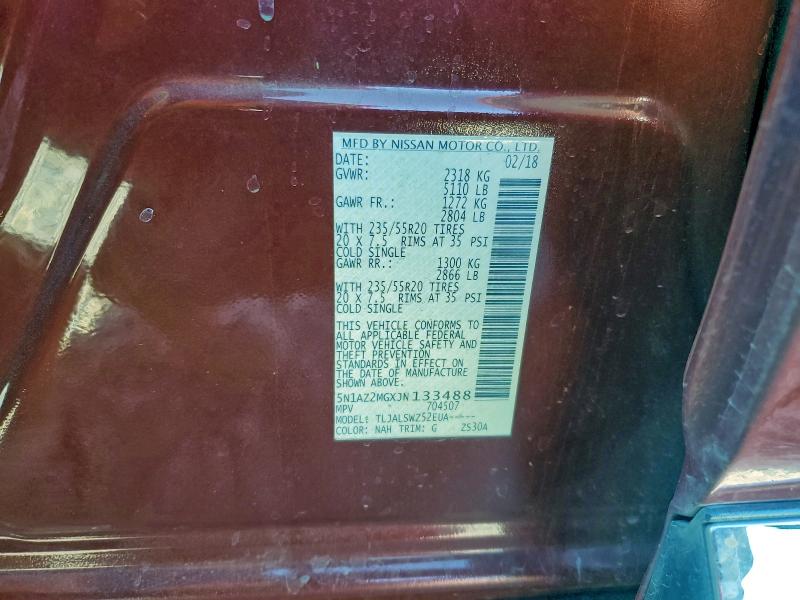 MFD BY NISSAN MOTOR CO., LTD.
DATE: 02/18
GVWR: 2318 KG
5110 LB
GAWR FR.: 1272 KG
2804 LB
WITH 235/55R20 TIRES
20 X 7.5 RIMS AT 35 PSI
COLD SINGLE
GAWR RR.: 1300 KG
2866 LB
WITH 235/55R20 TIRES
20 X 7.5 RIMS AT 35 PSI
COLD SINGLE
THIS VEHICLE CONFORMS TO
ALL APPLICABLE FEDERAL
MOTOR VEHICLE SAFETY AND
THEFT PREVENTION
STANDARDS IN EFFECT ON
THE DATE OF MANUFACTURE
SHOWN ABOVE.
5N1AZ2MGXJN133488
MPV 704507
MODEL: TLJALSWZ52EUA-----
COLOR: NAH TRIM: G ZS30A